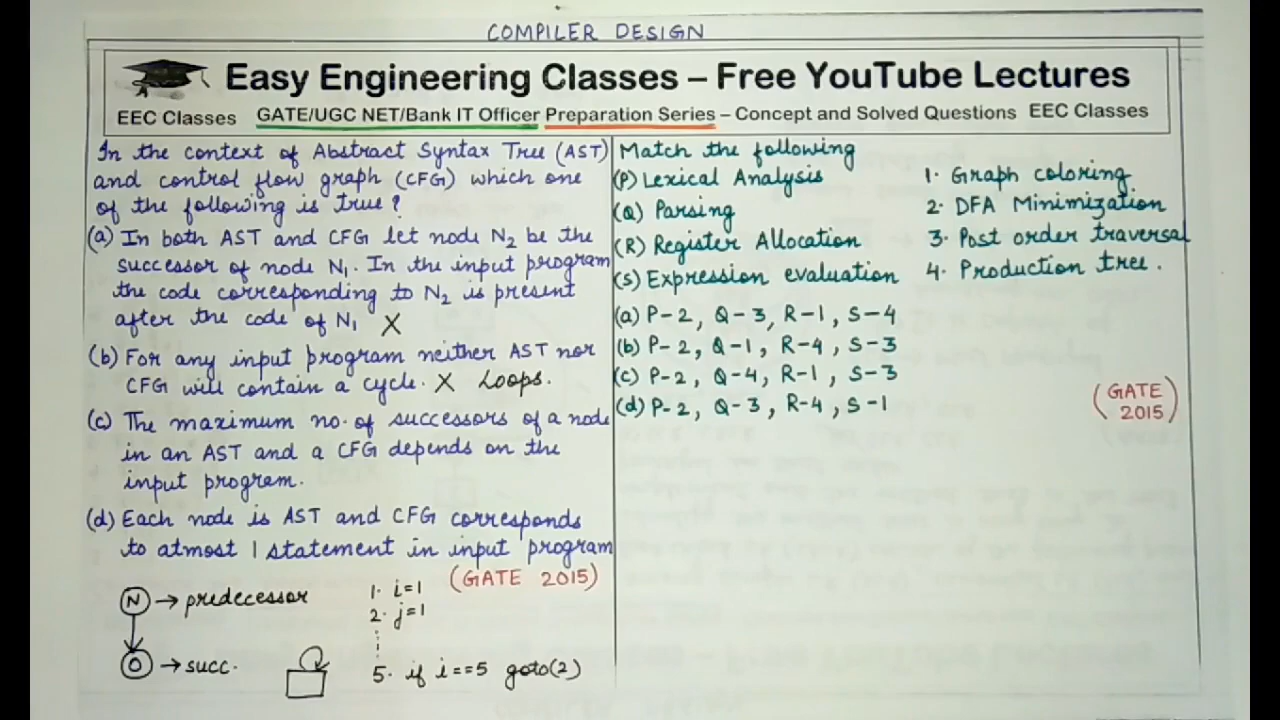 COMPILER DESIGN
Easy Engineering Classes – Free YouTube Lectures
EEC Classes GATE/UGC NET/Bank IT Officer Preparation Series – Concept and Solved Questions EEC Classes
In the context of Abstract Syntax Tree (AST)
and control flow graph (CFG) which one
of the following is true?
(a) In both AST and CFG let node N2 be the
successor of node N1. In the input program
the code corresponding to N2 is present
after the code of N1 X
(b) For any input program neither AST nor
CFG will contain a cycle. X Loops.
(c) The maximum no. of successors of a node
in an AST and a CFG depends on the
input program.
(d) Each node is AST and CFG corresponds
to atmost 1 statement in input program
(GATE 2015)
N → predecessor
O → succ.
1. i=1
2. j=1
5. if i==5 goto(2)
Match the following
(P) Lexical Analysis
(Q) Parsing
(R) Register Allocation
(S) Expression evaluation
1. Graph coloring
2. DFA Minimization
3. Post order traversal
4. Production tree.
(a) P-2, Q-3, R-1, S-4
(b) P-2, Q-1, R-4, S-3
(c) P-2, Q-4, R-1, S-3
(d) P-2, Q-3, R-4, S-1
(GATE
2015)